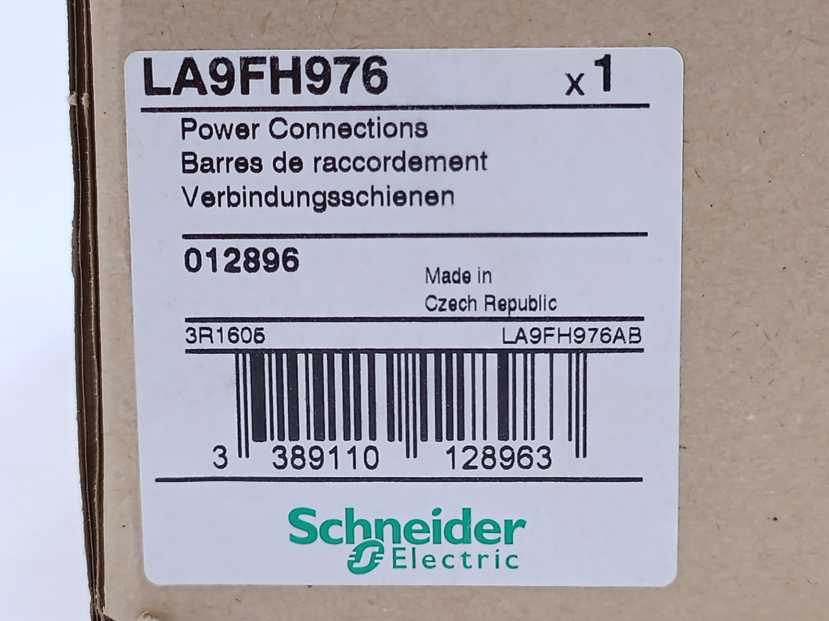 LA9FH976 x 1
Power Connections
Barres de raccordement
Verbindungsschienen
012896
Made in
Czech Republic
3R1605 LA9FH976AB
3 389110 128963
Schneider
Electric